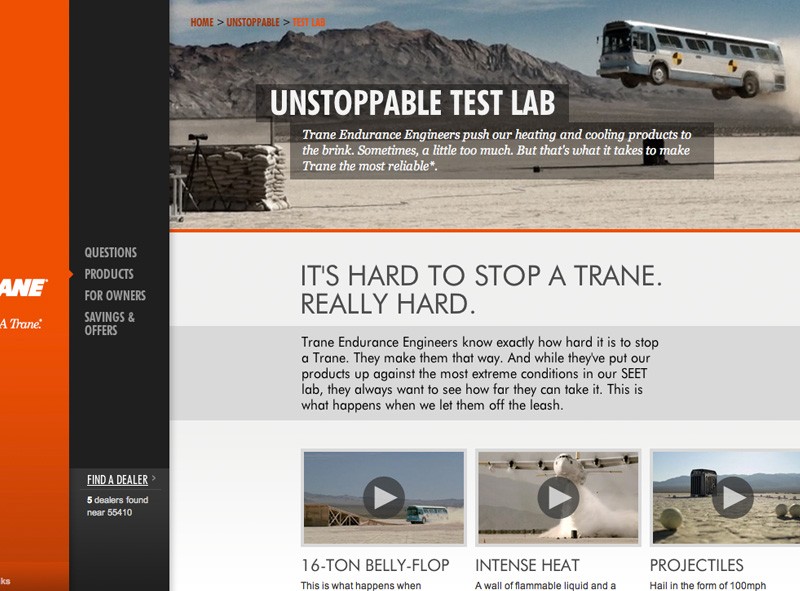 HOME > UNSTOPPABLE > TEST LAB
UNSTOPPABLE TEST LAB
Trane Endurance Engineers push our heating and cooling products to
the brink. Sometimes, a little too much. But that's what it takes to make
Trane the most reliable*.
QUESTIONS
PRODUCTS
FOR OWNERS
SAVINGS &
OFFERS
ANE
A Trane.®
FIND A DEALER >
5 dealers found
near 55410
ks
IT'S HARD TO STOP A TRANE.
REALLY HARD.
Trane Endurance Engineers know exactly how hard it is to stop
a Trane. They make them that way. And while they've put our
products up against the most extreme conditions in our SEET
lab, they always want to see how far they can take it. This is
what happens when we let them off the leash.
16-TON BELLY-FLOP
This is what happens when
INTENSE HEAT
A wall of flammable liquid and a
PROJECTILES
Hail in the form of 100mph